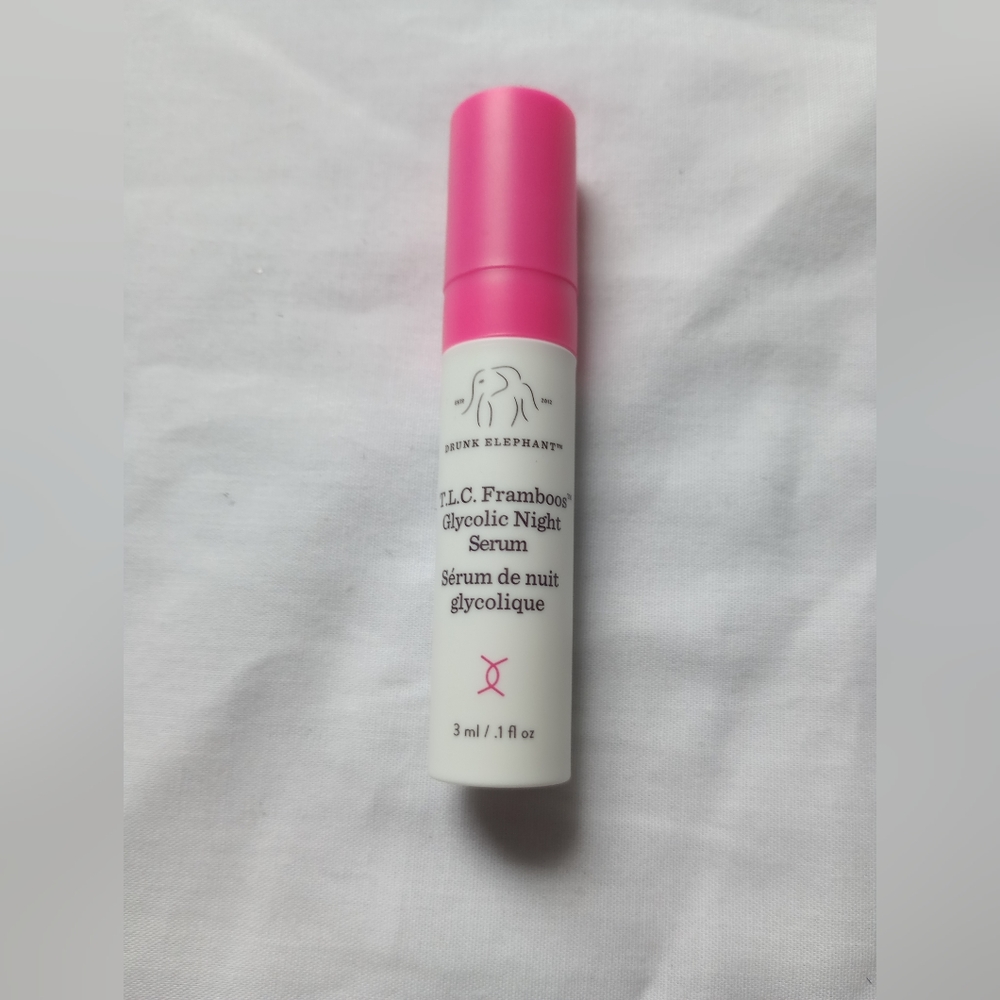 DRUNK ELEPHANT™
T.L.C. Framboos™
Glycolic Night
Serum
Sérum de nuit
glycolique
3 ml / .1 fl oz